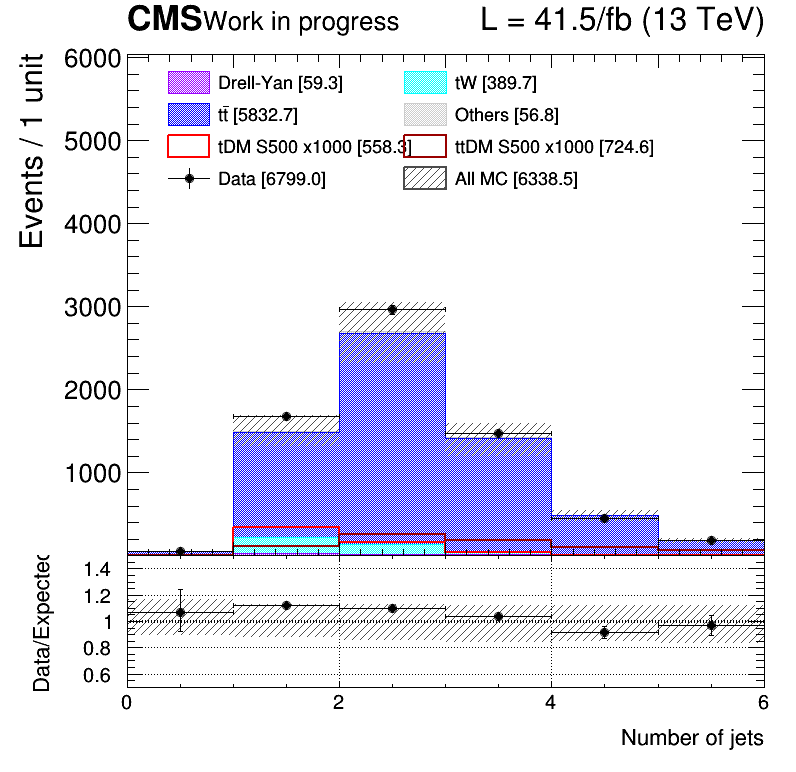 CMS Work in progress L = 41.5/fb (13 TeV)
Events / 1 unit
6000
5000
4000
3000
2000
1000
Drell-Yan [59.3] tW [389.7]
tt̄ [5832.7] Others [56.8]
tDM S500 x1000 [558.3] ttDM S500 x1000 [724.6]
Data [6799.0] All MC [6338.5]
Data/Expected
1.4
1.2
1
0.8
0.6
0 2 4 6
Number of jets